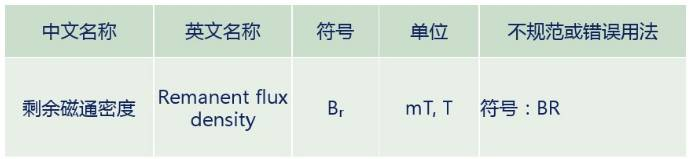 中文名称 英文名称 符号 单位 不规范或错误用法
剩余磁通密度 Remanent flux density Bᵣ mT, T 符号：BR